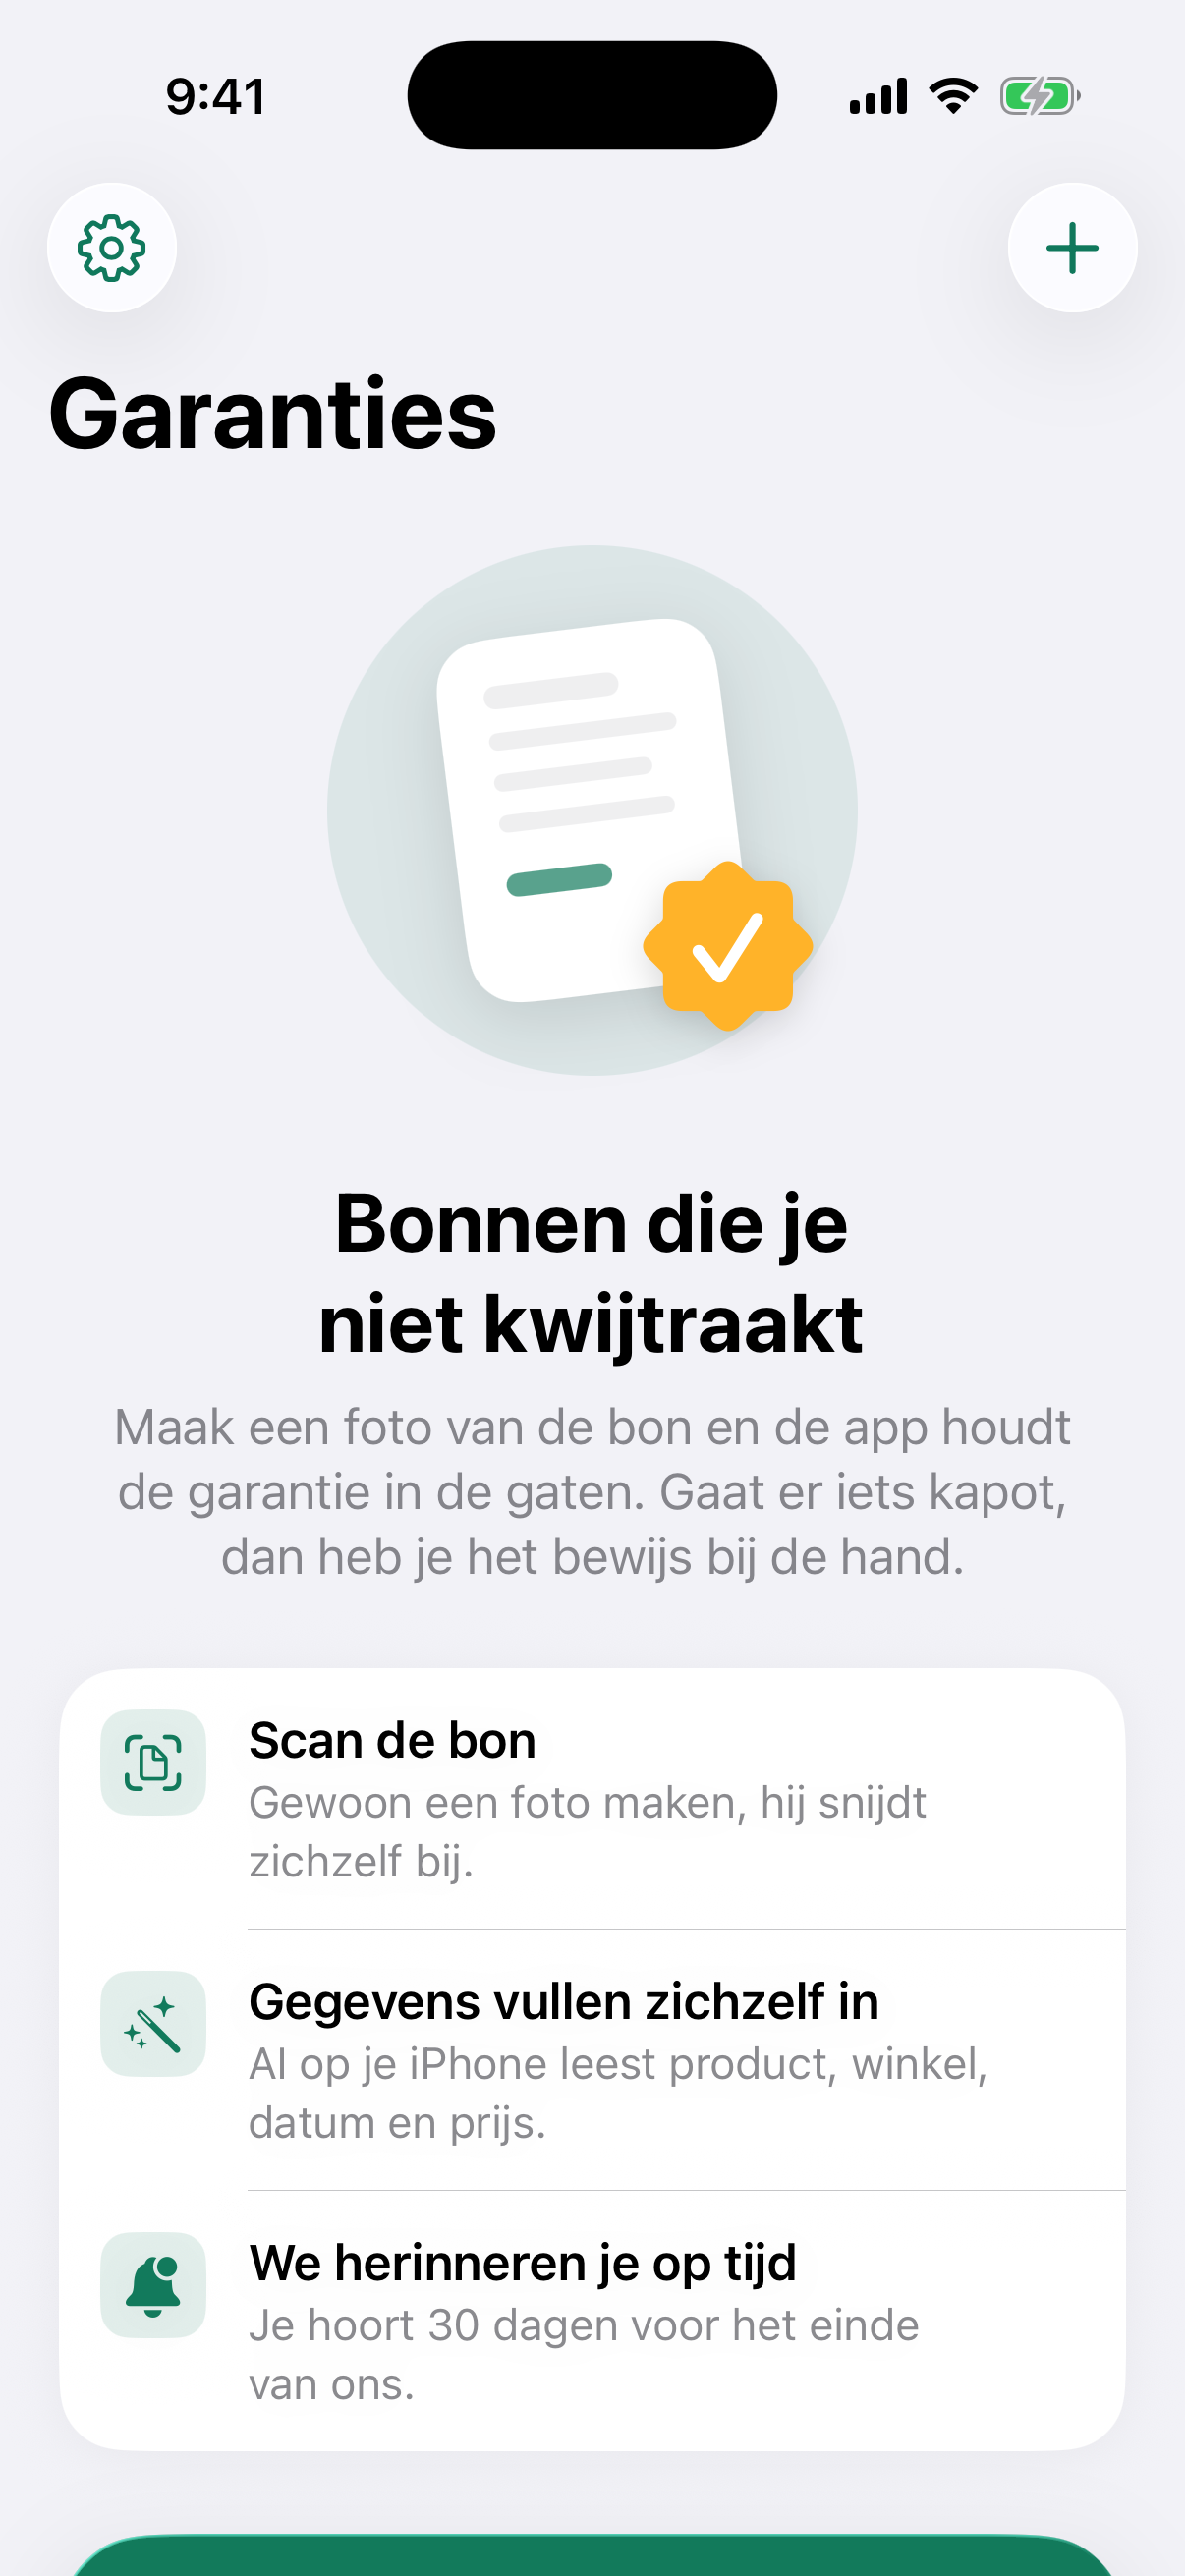 9:41
Garanties
Bonnen die je
niet kwijtraakt
Maak een foto van de bon en de app houdt
de garantie in de gaten. Gaat er iets kapot,
dan heb je het bewijs bij de hand.
Scan de bon
Gewoon een foto maken, hij snijdt
zichzelf bij.
Gegevens vullen zichzelf in
AI op je iPhone leest product, winkel,
datum en prijs.
We herinneren je op tijd
Je hoort 30 dagen voor het einde
van ons.